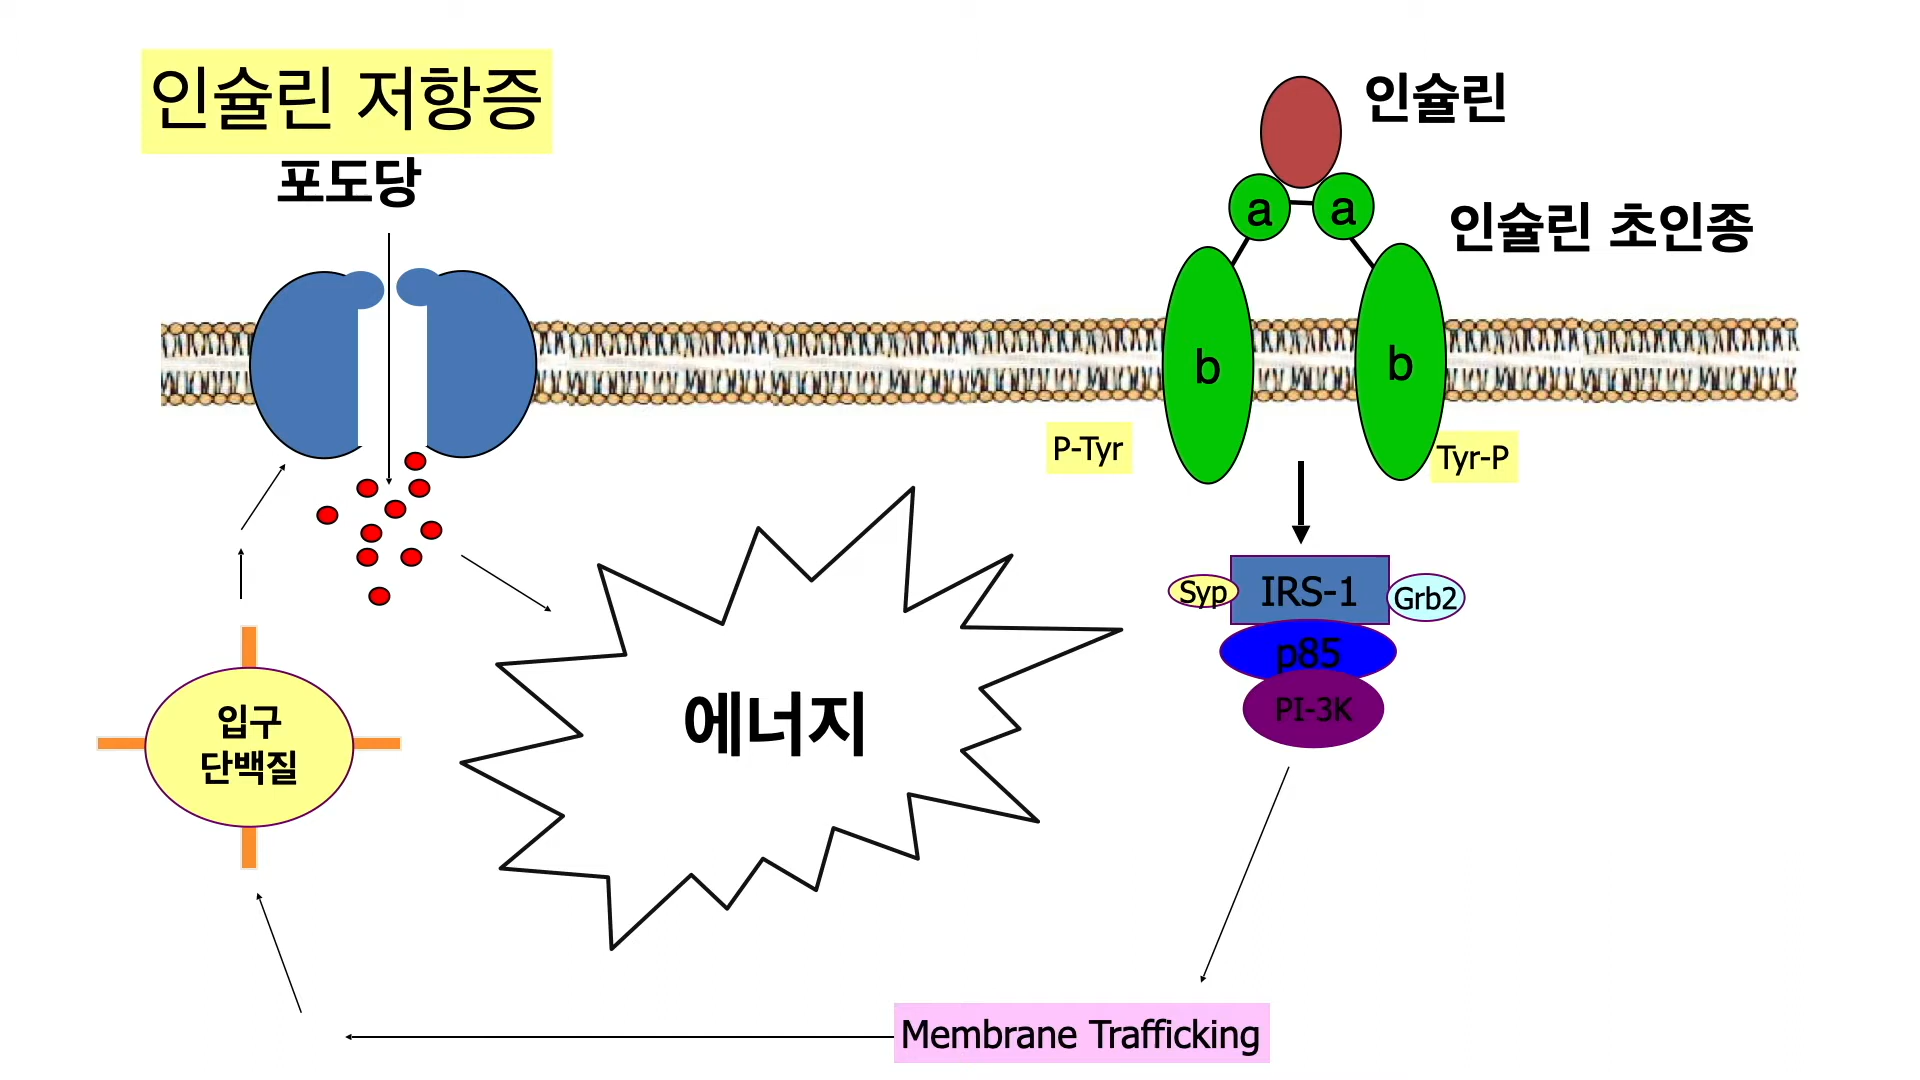 인슐린 저항증
포도당
인슐린
a
a
인슐린 초인종
b
b
P-Tyr
Tyr-P
Syp
IRS-1
Grb2
p85
PI-3K
에너지
입구
단백질
Membrane Trafficking